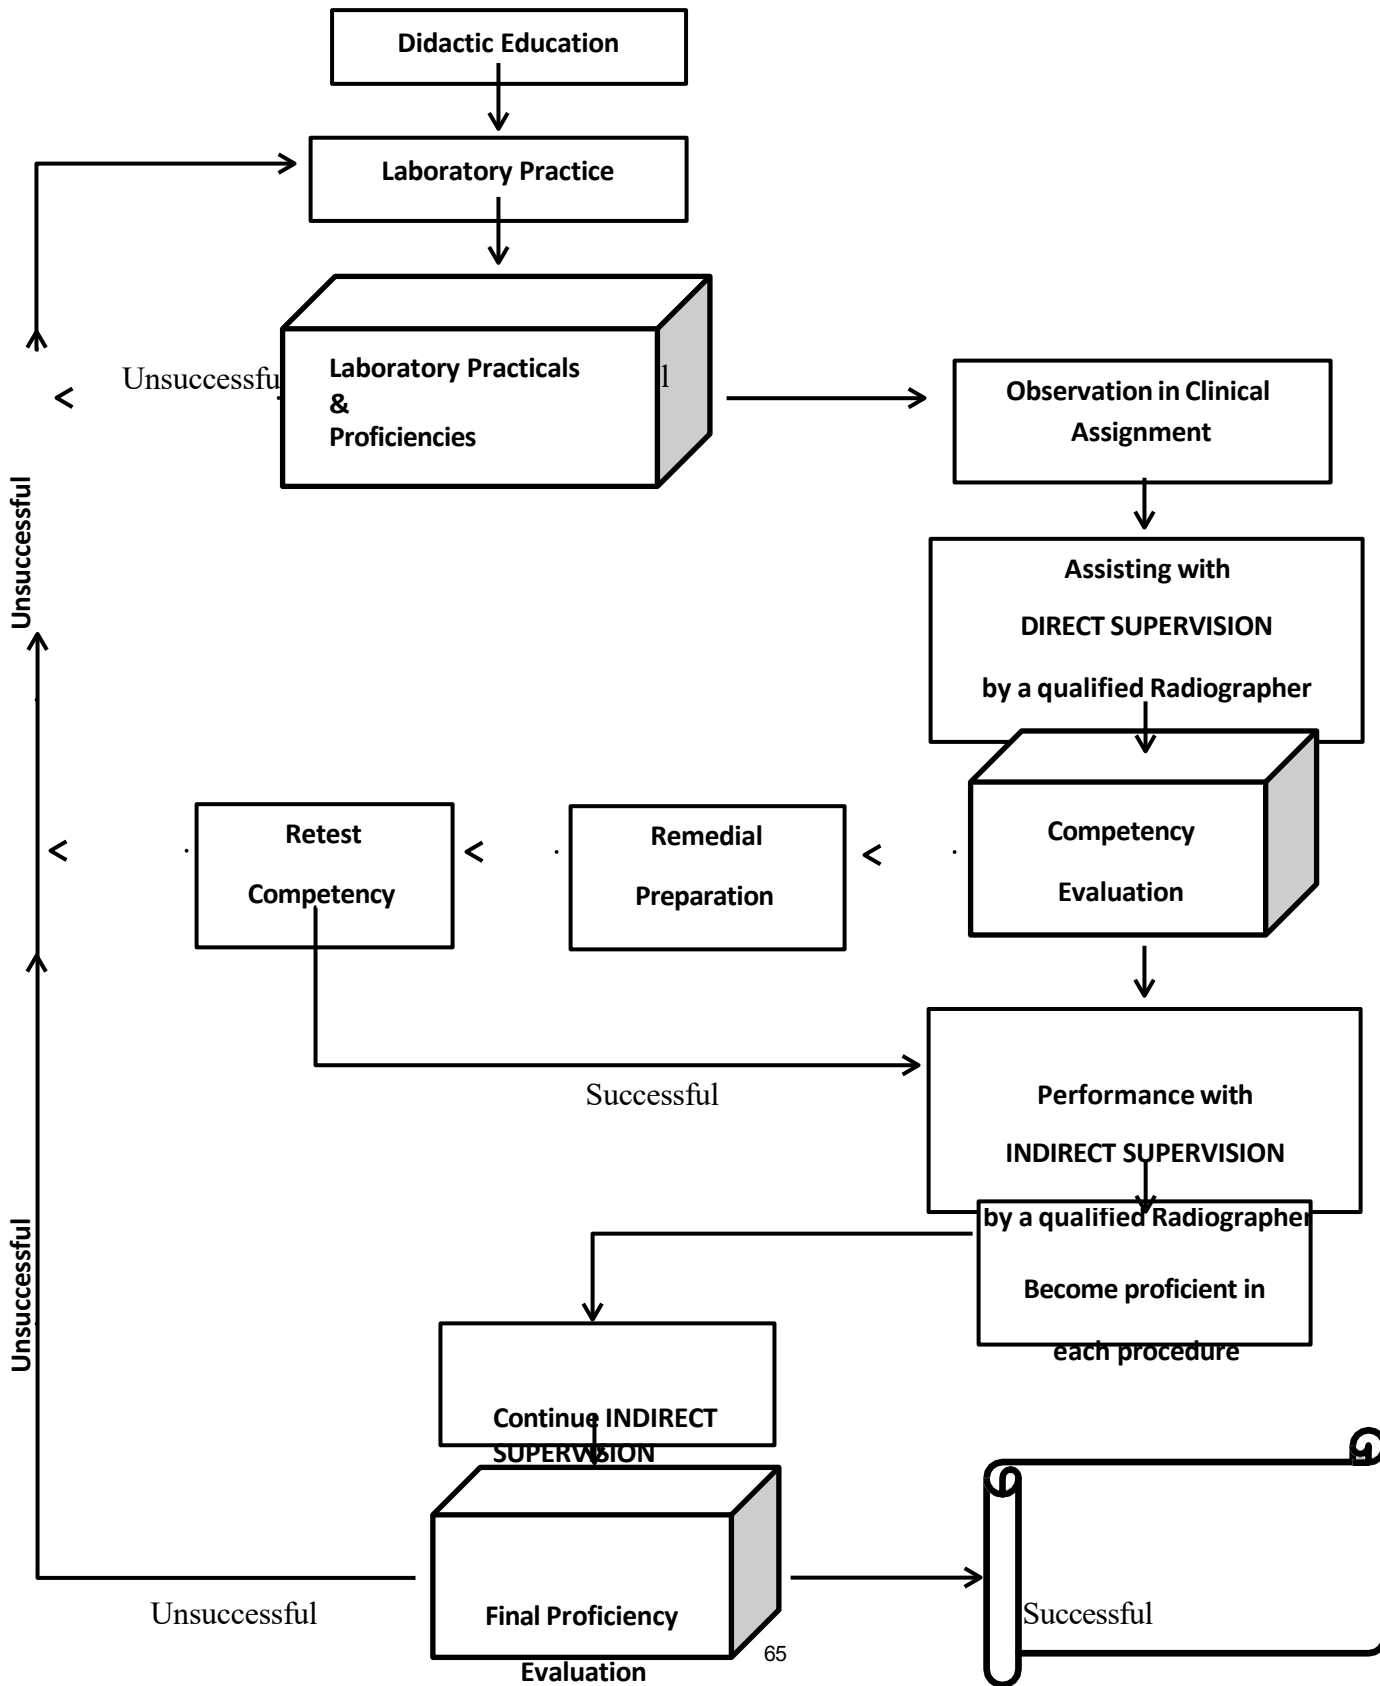 Didactic Education
Laboratory Practice
Unsuccessfu
Laboratory Practicals
&
Proficiencies
l
Observation in Clinical
Assignment
Unsuccessful
Assisting with
DIRECT SUPERVISION
by a qualified Radiographer
Retest
Competency
Remedial
Preparation
Competency
Evaluation
Successful
Performance with
INDIRECT SUPERVISION
by a qualified Radiographer
Become proficient in
each procedure
Unsuccessful
Continue INDIRECT
SUPERVISION
Unsuccessful
Final Proficiency
Evaluation
Successful
65